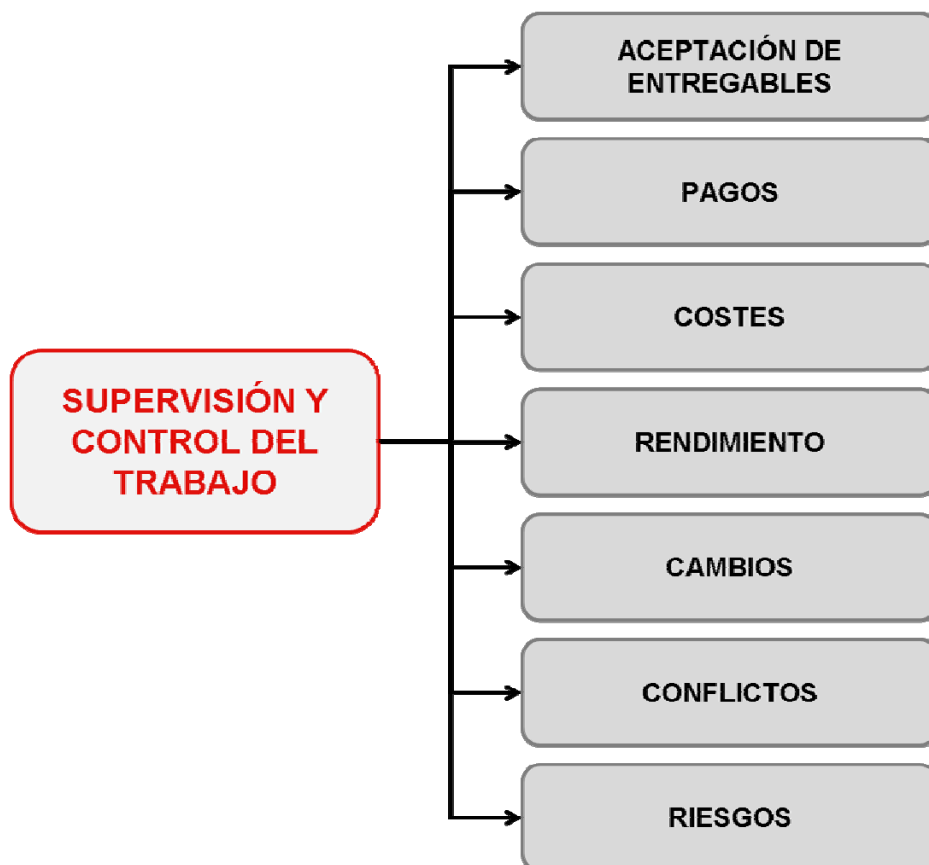 ACEPTACIÓN DE
ENTREGABLES
PAGOS
COSTES
SUPERVISIÓN Y
CONTROL DEL
TRABAJO
RENDIMIENTO
CAMBIOS
CONFLICTOS
RIESGOS